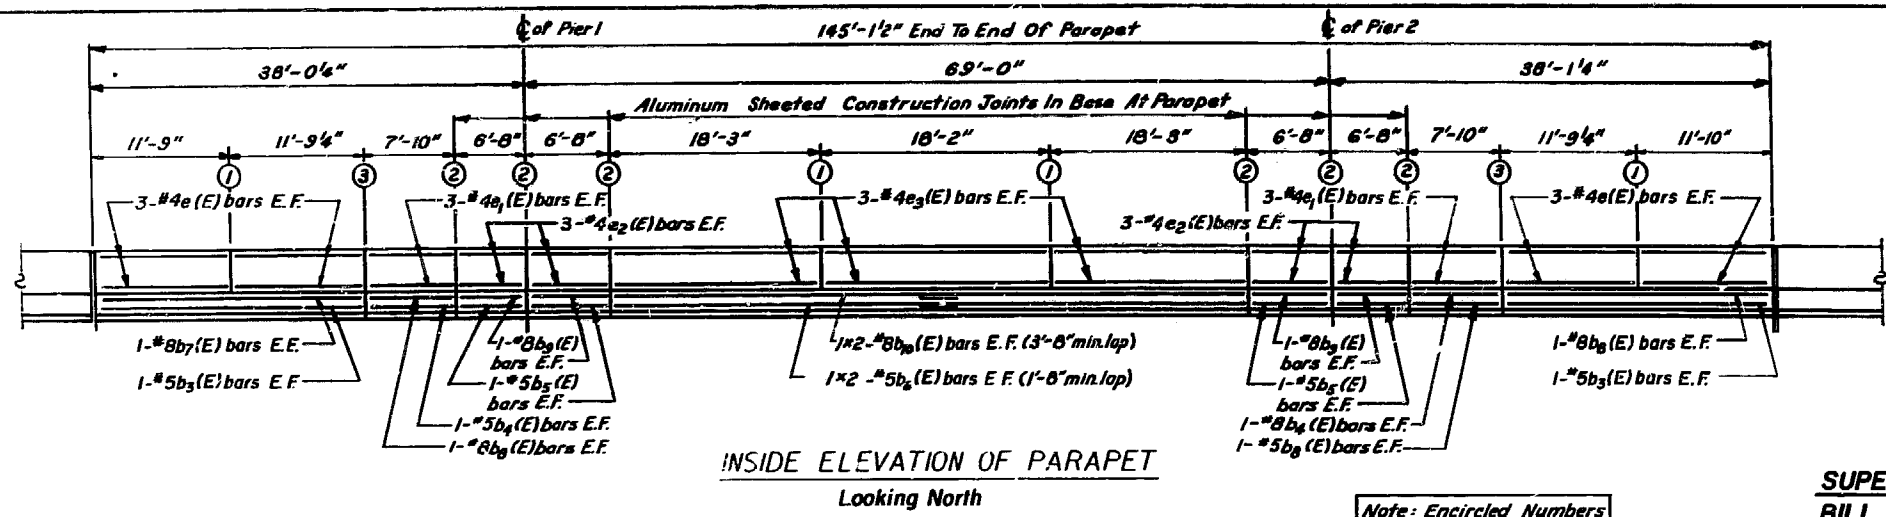 ℄ of Pier 1
145'-1½" End To End Of Parapet
℄ of Pier 2
38'-0¼"
69'-0"
38'-1¼"
Aluminum Sheeted Construction Joints In Base At Parapet
11'-9" 11'-9¼" 7'-10" 6'-8" 6'-8" 18'-3" 18'-2" 18'-8" 6'-8" 6'-8" 7'-10" 11'-9¼" 11'-10"
1 3 2 2 2 1 1 2 2 2 3 1
3-#4e(E) bars E.F.
3-#4e1(E) bars E.F.
3-#4e3(E) bars E.F.
3-#4e1(E) bars E.F.
3-#4e(E) bars E.F.
3-#4e2(E) bars E.F.
3-#4e2(E) bars E.F.
1-#8b7(E) bars E.F.
1-#8b9(E)
bars E.F.
1×2-#8b10(E) bars E.F. (3'-8" min. lap)
1-#8b9(E)
bars E.F.
1-#8b8(E) bars E.F.
1-#5b3(E) bars E.F.
1-#5b5(E)
bars E.F.
1×2-#5b6(E) bars E F. (1'-8" min. lap)
1-#5b5(E)
bars E.F.
1-#5b3(E) bars E.F.
1-#5b4(E) bars E.F.
1-#8b4(E) bars E.F.
1-#8b8(E) bars E.F.
1-#5b8(E) bars E.F.
INSIDE ELEVATION OF PARAPET
Looking North
Note: Encircled Numbers
SUPE
BILL